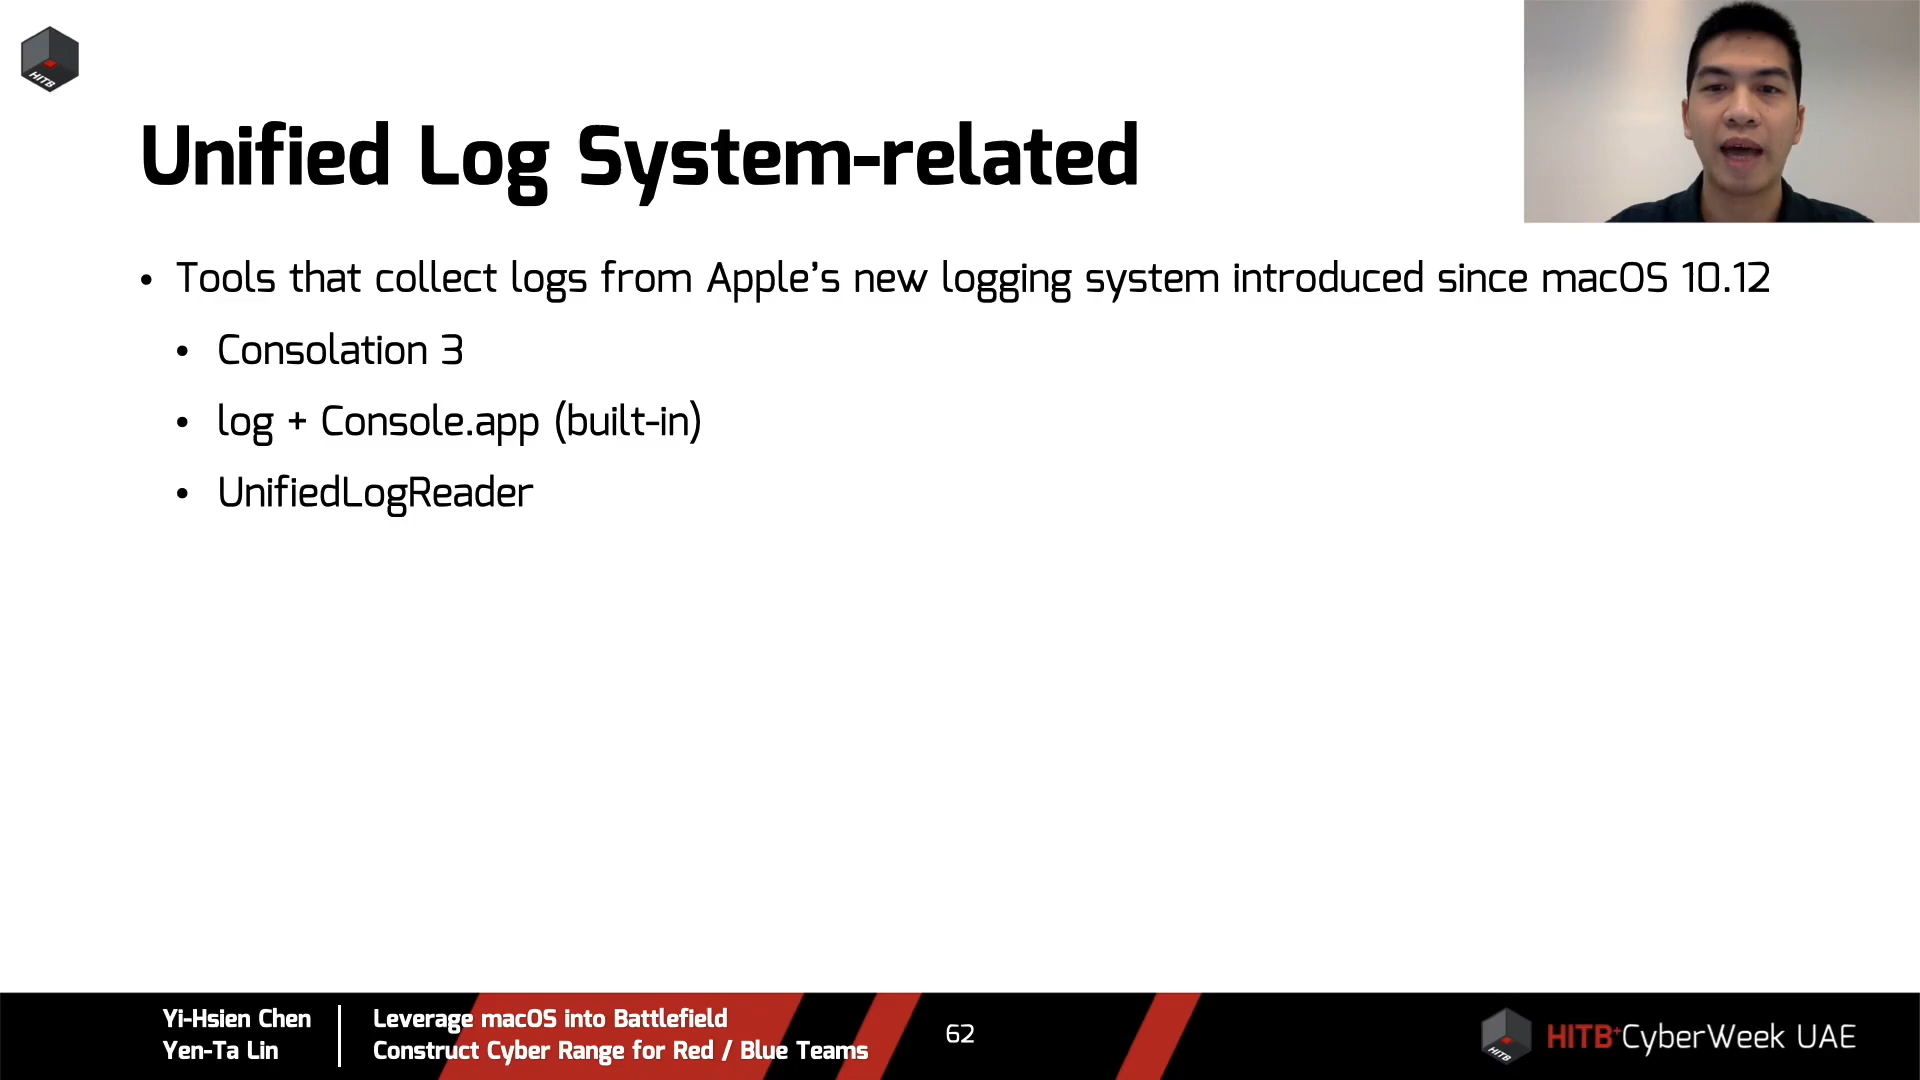 HITB
Unified Log System-related
• Tools that collect logs from Apple's new logging system introduced since macOS 10.12
• Consolation 3
• log + Console.app (built-in)
• UnifiedLogReader
Yi-Hsien Chen
Yen-Ta Lin
Leverage macOS into Battlefield
Construct Cyber Range for Red / Blue Teams
62
HITB
HITB+CyberWeek UAE